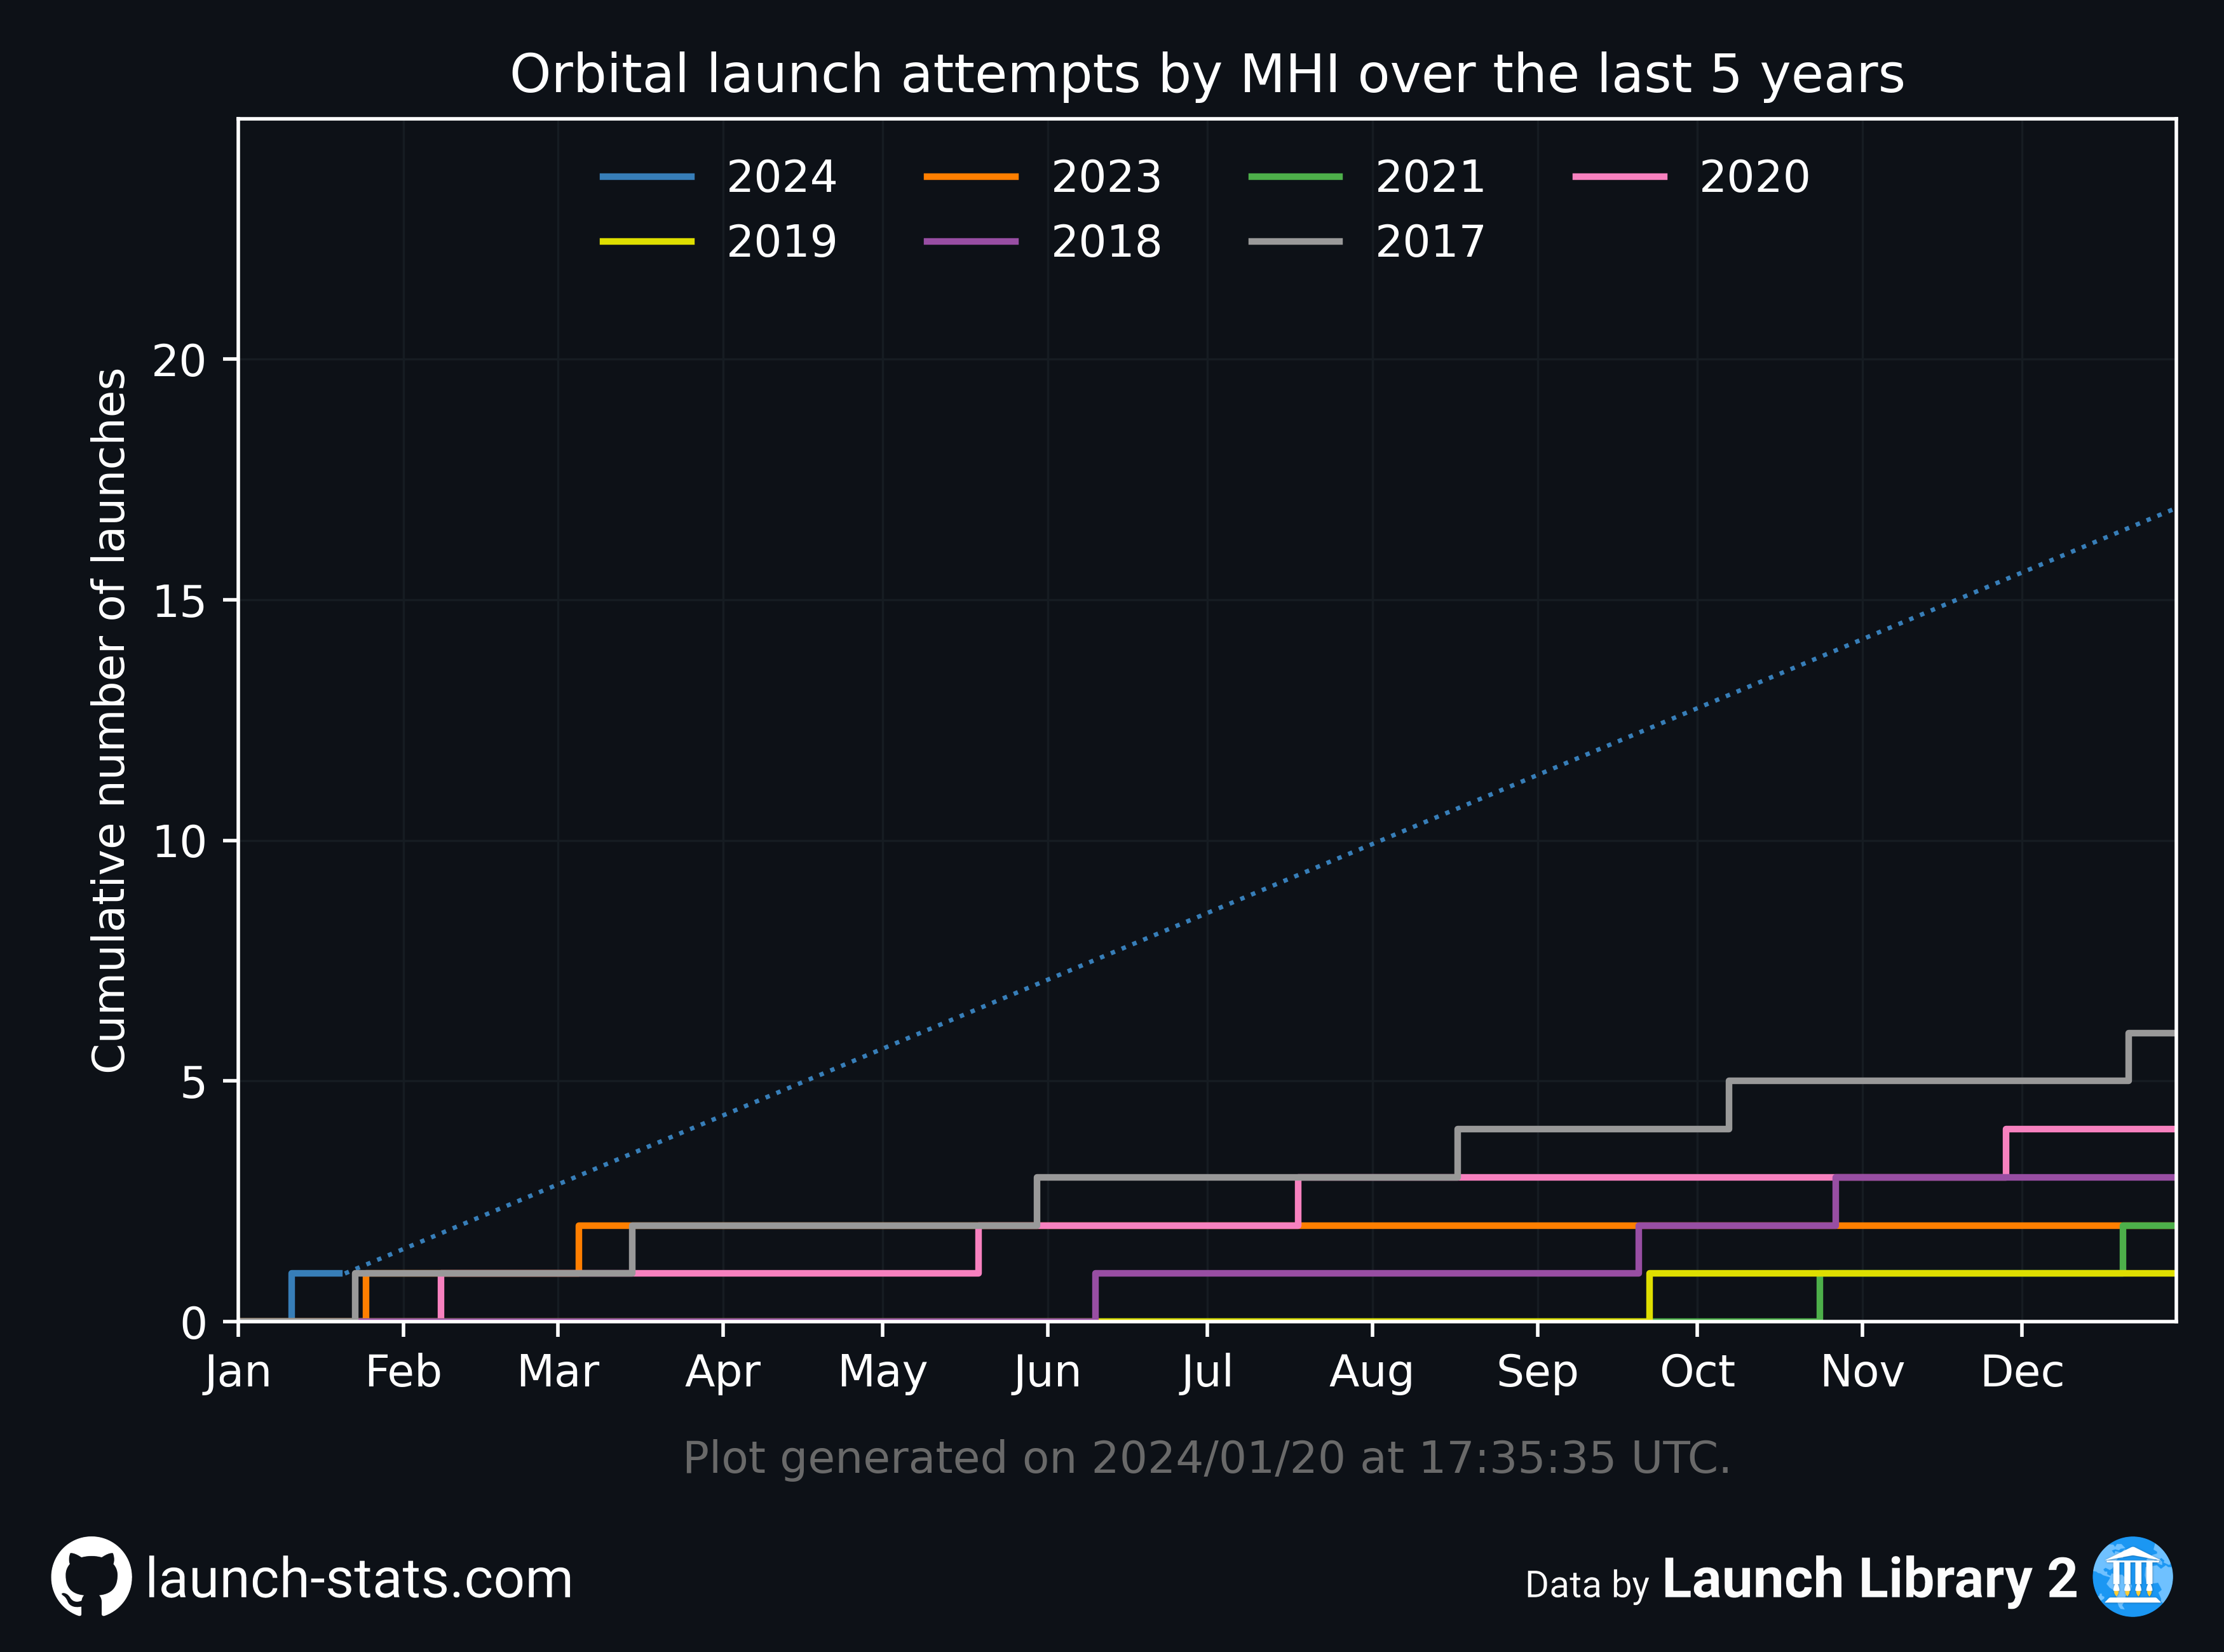 Orbital launch attempts by MHI over the last 5 years
2024 2023 2021 2020
2019 2018 2017
Cumulative number of launches
20
15
10
5
0
Jan Feb Mar Apr May Jun Jul Aug Sep Oct Nov Dec
Plot generated on 2024/01/20 at 17:35:35 UTC.
launch-stats.com
Data by Launch Library 2